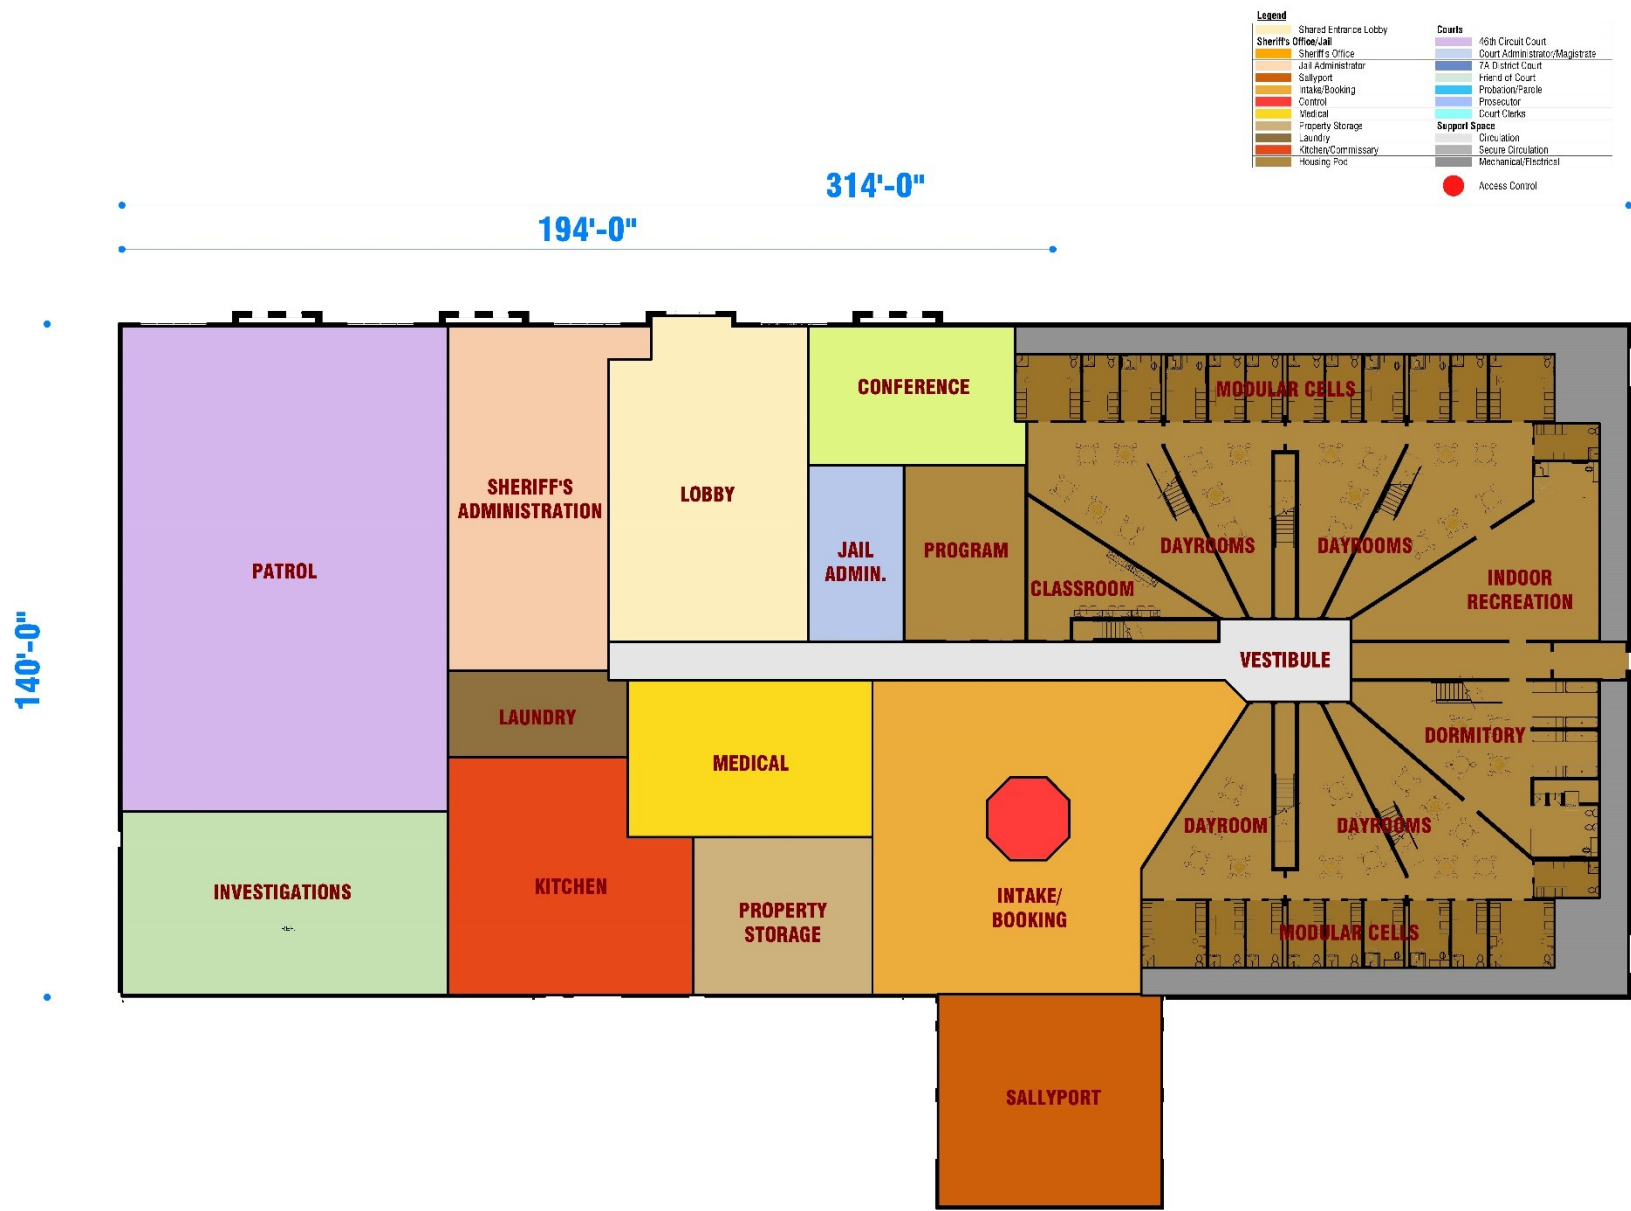 Legend
Shared Entrance Lobby
Sheriff's Office/Jail
Sheriff's Office
Jail Administrator
Sallyport
Intake/Booking
Control
Medical
Property Storage
Laundry
Kitchen/Commissary
Housing Pod
Courts
46th Circuit Court
Court Administrator/Magistrate
7A District Court
Friend of Court
Probation/Parole
Prosecutor
Court Clerks
Support Space
Circulation
Secure Circulation
Mechanical/Electrical
Access Control
314'-0"
194'-0"
140'-0"
CONFERENCE
MODULAR CELLS
SHERIFF'S
ADMINISTRATION
LOBBY
PATROL
JAIL
ADMIN.
PROGRAM
CLASSROOM
DAYROOMS
DAYROOMS
INDOOR
RECREATION
VESTIBULE
LAUNDRY
MEDICAL
DORMITORY
DAYROOM
DAYROOMS
INVESTIGATIONS
KITCHEN
PROPERTY
STORAGE
INTAKE/
BOOKING
MODULAR CELLS
SALLYPORT